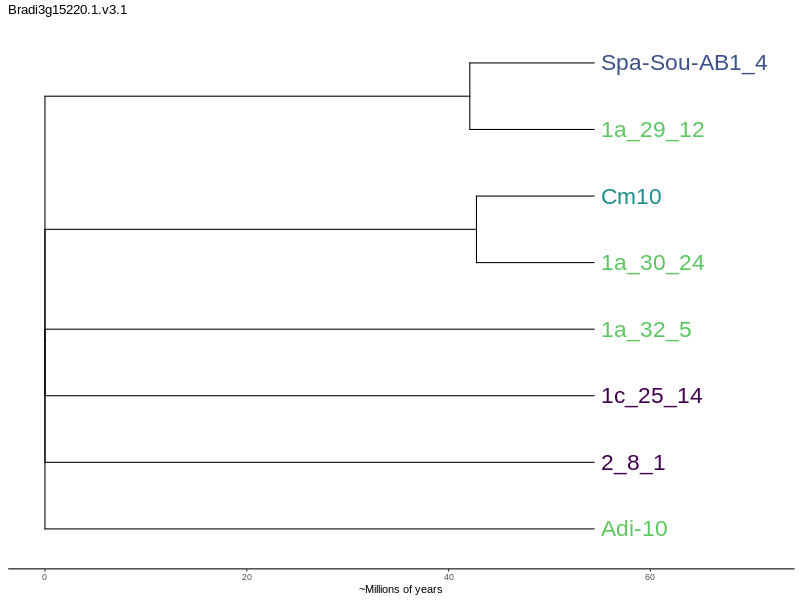 Bradi3g15220.1.v3.1
Spa-Sou-AB1_4
1a_29_12
Cm10
1a_30_24
1a_32_5
1c_25_14
2_8_1
Adi-10
0 20 40 60
~Millions of years